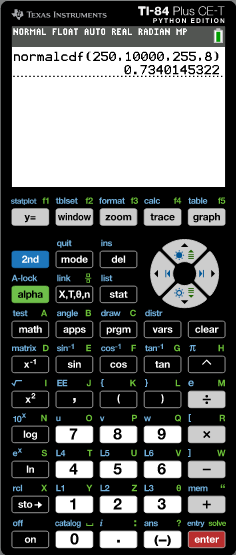 TEXAS INSTRUMENTS TI-84 Plus CE-T
PYTHON EDITION
NORMAL FLOAT AUTO REAL RADIAN MP
normalcdf(250,10000,255,8)
0.7340145322
statplot f1 tblset f2 format f3 calc f4 table f5
y= window zoom trace graph
quit ins
2nd mode del
A-lock link list
alpha X,T,θ,n stat
test A angle B draw C distr
math apps prgm vars clear
matrix D sin⁻¹ E cos⁻¹ F tan⁻¹ G π H
x⁻¹ sin cos tan ^
√ I EE J { K } L e M
x² , ( ) ÷
10ˣ N u O v P w Q [ R
log 7 8 9 ×
eˣ S L4 T L5 U L6 V ] W
ln 4 5 6 −
rcl X L1 Y L2 Z L3 θ mem "
sto→ 1 2 3 +
off catalog ⎵ i : ans ? entry solve
on 0 . (−) enter